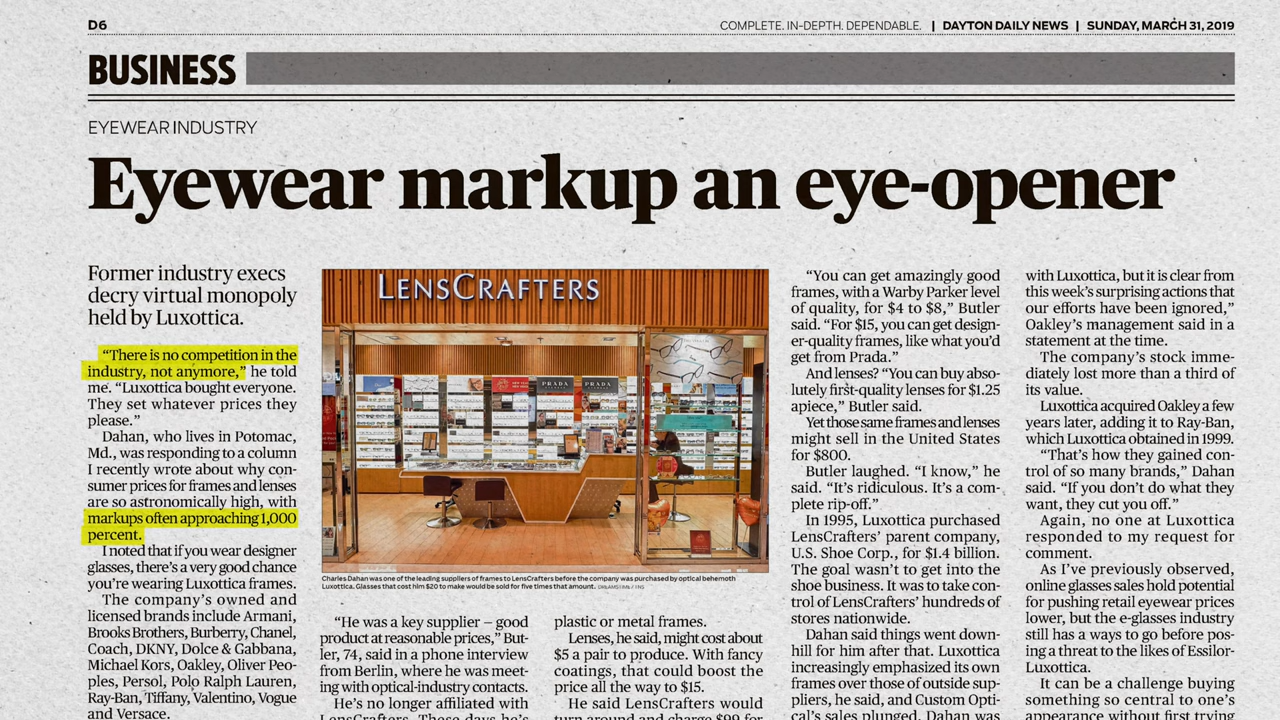 D6
COMPLETE. IN-DEPTH. DEPENDABLE. | DAYTON DAILY NEWS | SUNDAY, MARCH 31, 2019
BUSINESS
EYEWEAR INDUSTRY
Eyewear markup an eye-opener
Former industry execs
decry virtual monopoly
held by Luxottica.
“There is no competition in the
industry, not anymore,” he told
me. “Luxottica bought everyone.
They set whatever prices they
please.”
Dahan, who lives in Potomac,
Md., was responding to a column
I recently wrote about why con-
sumer prices for frames and lenses
are so astronomically high, with
markups often approaching 1,000
percent.
I noted that if you wear designer
glasses, there’s a very good chance
you’re wearing Luxottica frames.
The company’s owned and
licensed brands include Armani,
Brooks Brothers, Burberry, Chanel,
Coach, DKNY, Dolce & Gabbana,
Michael Kors, Oakley, Oliver Peo-
ples, Persol, Polo Ralph Lauren,
Ray-Ban, Tiffany, Valentino, Vogue
and Versace.
LENSCRAFTERS
PRADA
PRADA
Charles Dahan was one of the leading suppliers of frames to LensCrafters before the company was purchased by optical behemoth
Luxottica. Glasses that cost him $20 to make would be sold for five times that amount. DREAMSTIME / TNS
“He was a key supplier — good
product at reasonable prices,” But-
ler, 74, said in a phone interview
from Berlin, where he was meet-
ing with optical-industry contacts.
He’s no longer affiliated with
LensCrafters. These days he’s
plastic or metal frames.
Lenses, he said, might cost about
$5 a pair to produce. With fancy
coatings, that could boost the
price all the way to $15.
He said LensCrafters would
turn around and charge $99 for
“You can get amazingly good
frames, with a Warby Parker level
of quality, for $4 to $8,” Butler
said. “For $15, you can get design-
er-quality frames, like what you’d
get from Prada.”
And lenses? “You can buy abso-
lutely first-quality lenses for $1.25
apiece,” Butler said.
Yet those same frames and lenses
might sell in the United States
for $800.
Butler laughed. “I know,” he
said. “It’s ridiculous. It’s a com-
plete rip-off.”
In 1995, Luxottica purchased
LensCrafters’ parent company,
U.S. Shoe Corp., for $1.4 billion.
The goal wasn’t to get into the
shoe business. It was to take con-
trol of LensCrafters’ hundreds of
stores nationwide.
Dahan said things went down-
hill for him after that. Luxottica
increasingly emphasized its own
frames over those of outside sup-
pliers, he said, and Custom Opti-
cal’s sales plunged. Dahan was
with Luxottica, but it is clear from
this week’s surprising actions that
our efforts have been ignored,”
Oakley’s management said in a
statement at the time.
The company’s stock imme-
diately lost more than a third of
its value.
Luxottica acquired Oakley a few
years later, adding it to Ray-Ban,
which Luxottica obtained in 1999.
“That’s how they gained con-
trol of so many brands,” Dahan
said. “If you don’t do what they
want, they cut you off.”
Again, no one at Luxottica
responded to my request for
comment.
As I’ve previously observed,
online glasses sales hold potential
for pushing retail eyewear prices
lower, but the e-glasses industry
still has a ways to go before pos-
ing a threat to the likes of Essilor-
Luxottica.
It can be a challenge buying
something so central to one’s
appearance without first trying